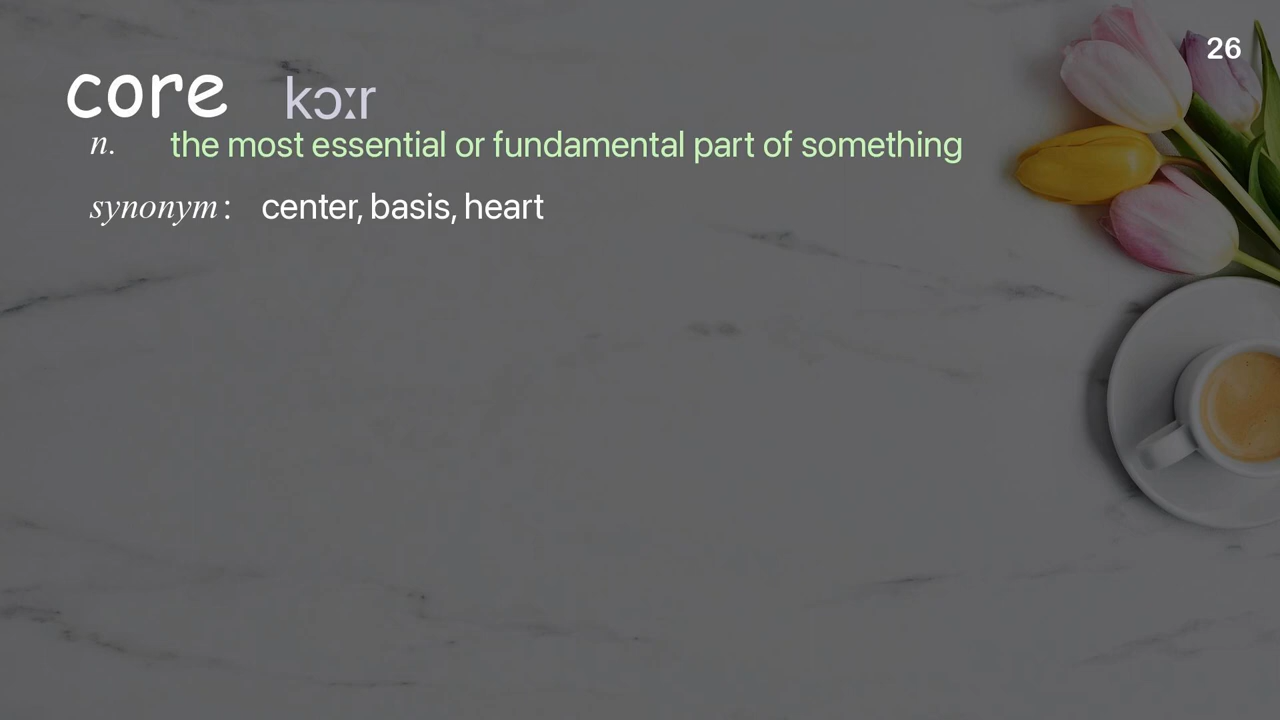 26
core kɔːr
n. the most essential or fundamental part of something
synonym: center, basis, heart